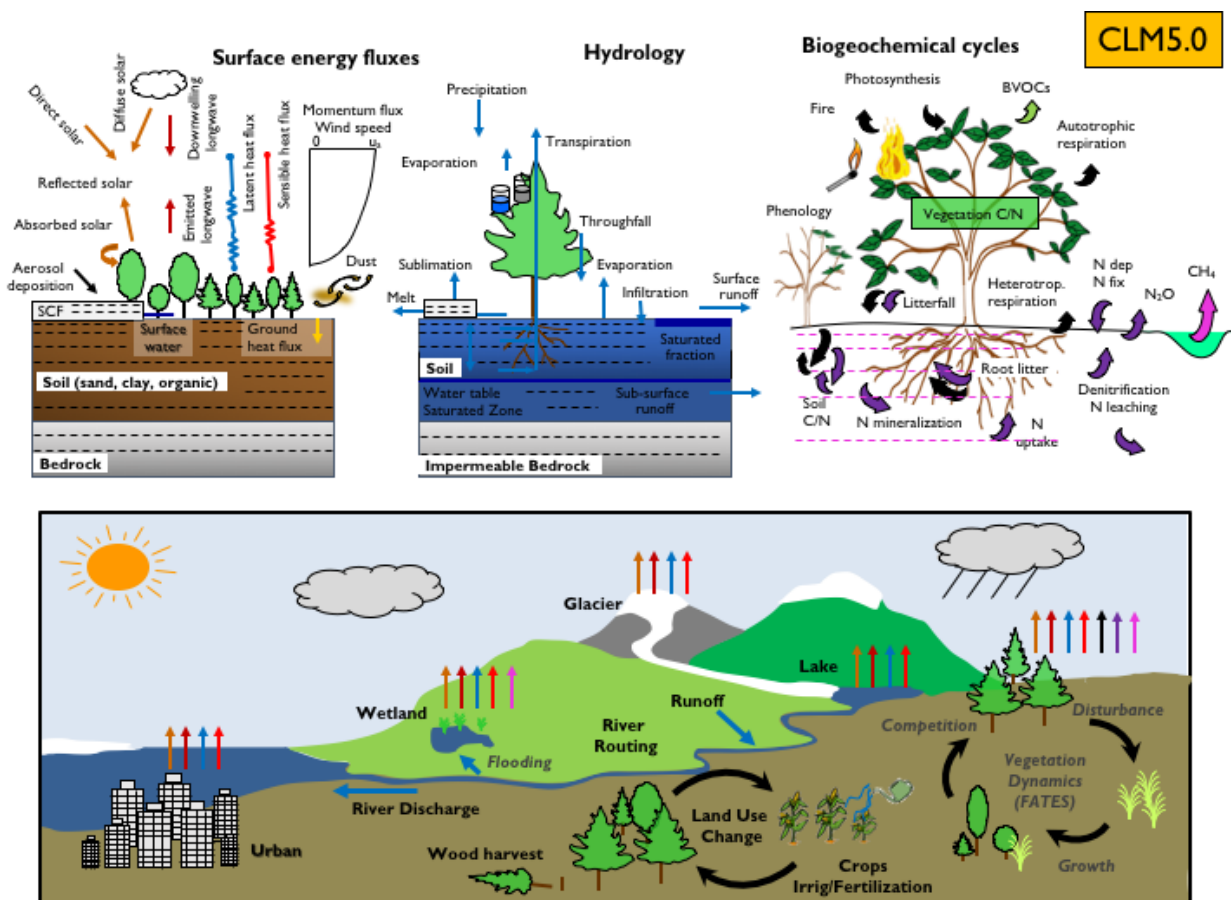 CLM5.0
Surface energy fluxes
Hydrology
Biogeochemical cycles
Direct solar
Diffuse solar
Downwelling
longwave
Latent heat flux
Sensible heat flux
Momentum flux
Wind speed
0
uₐ
Reflected solar
Absorbed solar
Emitted
longwave
Aerosol
deposition
Dust
SCF
Surface
water
Ground
heat flux
Soil (sand, clay, organic)
Bedrock
Precipitation
Transpiration
Evaporation
Throughfall
Sublimation
Evaporation
Melt
Infiltration
Surface
runoff
Saturated
fraction
Soil
Water table
Saturated Zone
Sub-surface
runoff
Impermeable Bedrock
Photosynthesis
BVOCs
Fire
Autotrophic
respiration
Phenology
Vegetation C/N
Litterfall
Heterotrop.
respiration
N dep
N fix
N₂O
CH₄
Root litter
Denitrification
N leaching
Soil
C/N
N mineralization
N
uptake
Glacier
Lake
Wetland
Runoff
River
Routing
Flooding
Competition
Disturbance
Vegetation
Dynamics
(FATES)
Growth
River Discharge
Land Use
Change
Urban
Wood harvest
Crops
Irrig/Fertilization